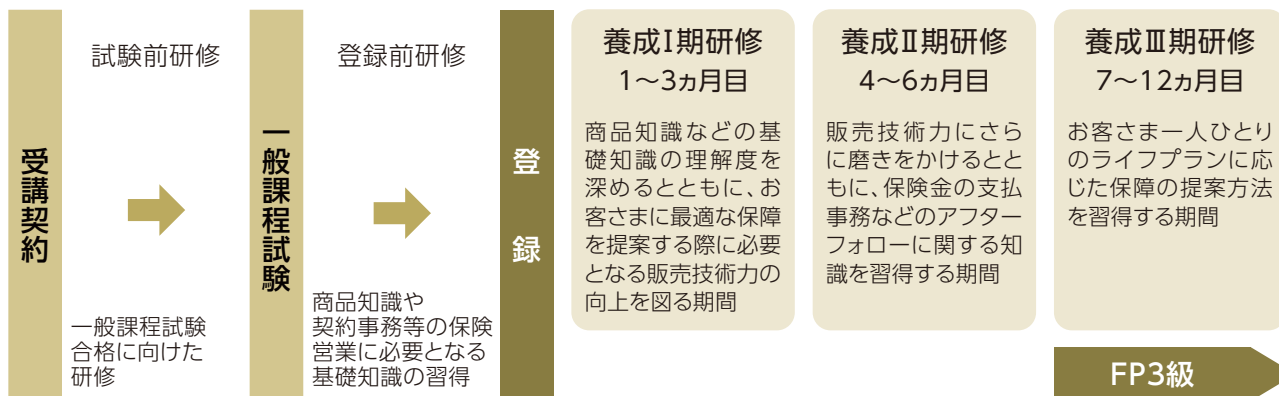 受講契約
試験前研修
一般課程試験
合格に向けた
研修
一般課程試験
登録前研修
商品知識や
契約事務等の保険
営業に必要となる
基礎知識の習得
登録
養成Ⅰ期研修
1～3ヵ月目
商品知識などの基
礎知識の理解度を
深めるとともに、お
客さまに最適な保障
を提案する際に必要
となる販売技術力の
向上を図る期間
養成Ⅱ期研修
4～6ヵ月目
販売技術力にさら
に磨きをかけるとと
もに、保険金の支払
事務などのアフター
フォローに関する知
識を習得する期間
養成Ⅲ期研修
7～12ヵ月目
お客さま一人ひとり
のライフプランに応
じた保障の提案方法
を習得する期間
FP3級